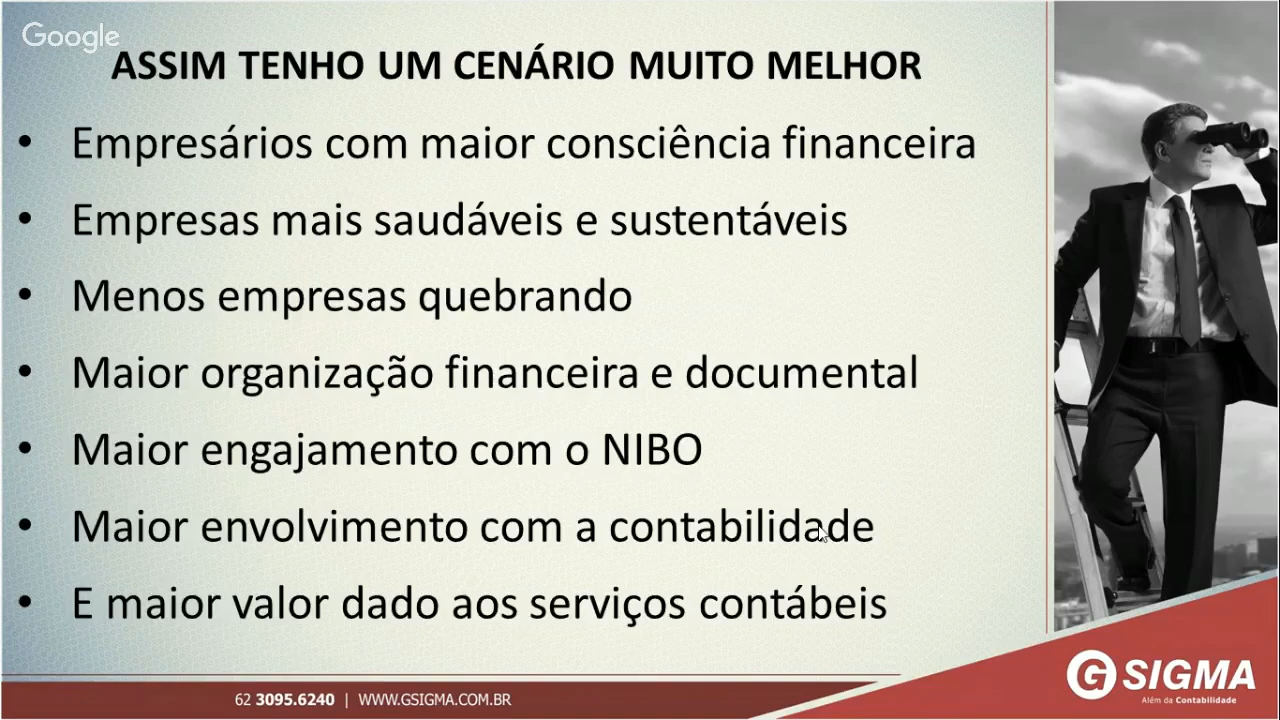 Google
ASSIM TENHO UM CENÁRIO MUITO MELHOR
• Empresários com maior consciência financeira
• Empresas mais saudáveis e sustentáveis
• Menos empresas quebrando
• Maior organização financeira e documental
• Maior engajamento com o NIBO
• Maior envolvimento com a contabilidade
• E maior valor dado aos serviços contábeis
62 3095.6240 | WWW.GSIGMA.COM.BR
G SIGMA
Além da Contabilidade